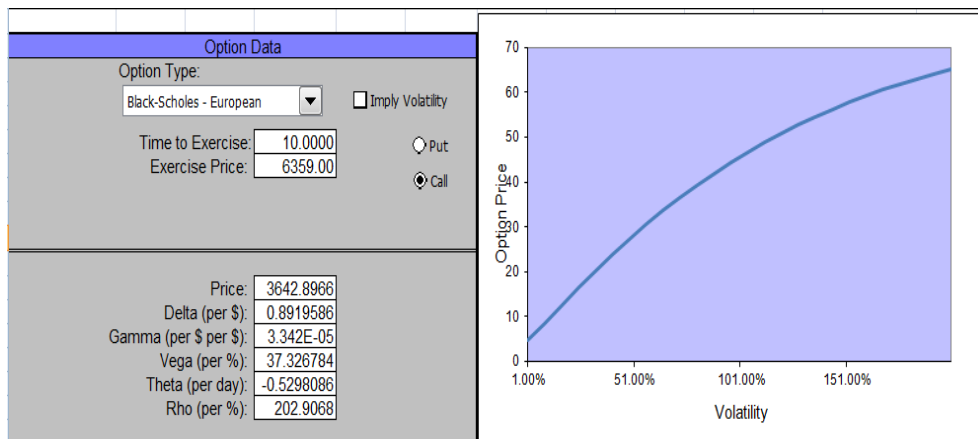 Option Data
Option Type:
Black-Scholes - European
Imply Volatility
Time to Exercise: 10.0000
Put
Exercise Price: 6359.00
Call
Price: 3642.8966
Delta (per $): 0.8919586
Gamma (per $ per $): 3.342E-05
Vega (per %): 37.326784
Theta (per day): -0.5298086
Rho (per %): 202.9068
Option Price
70
60
50
40
30
20
10
0
1.00% 51.00% 101.00% 151.00%
Volatility